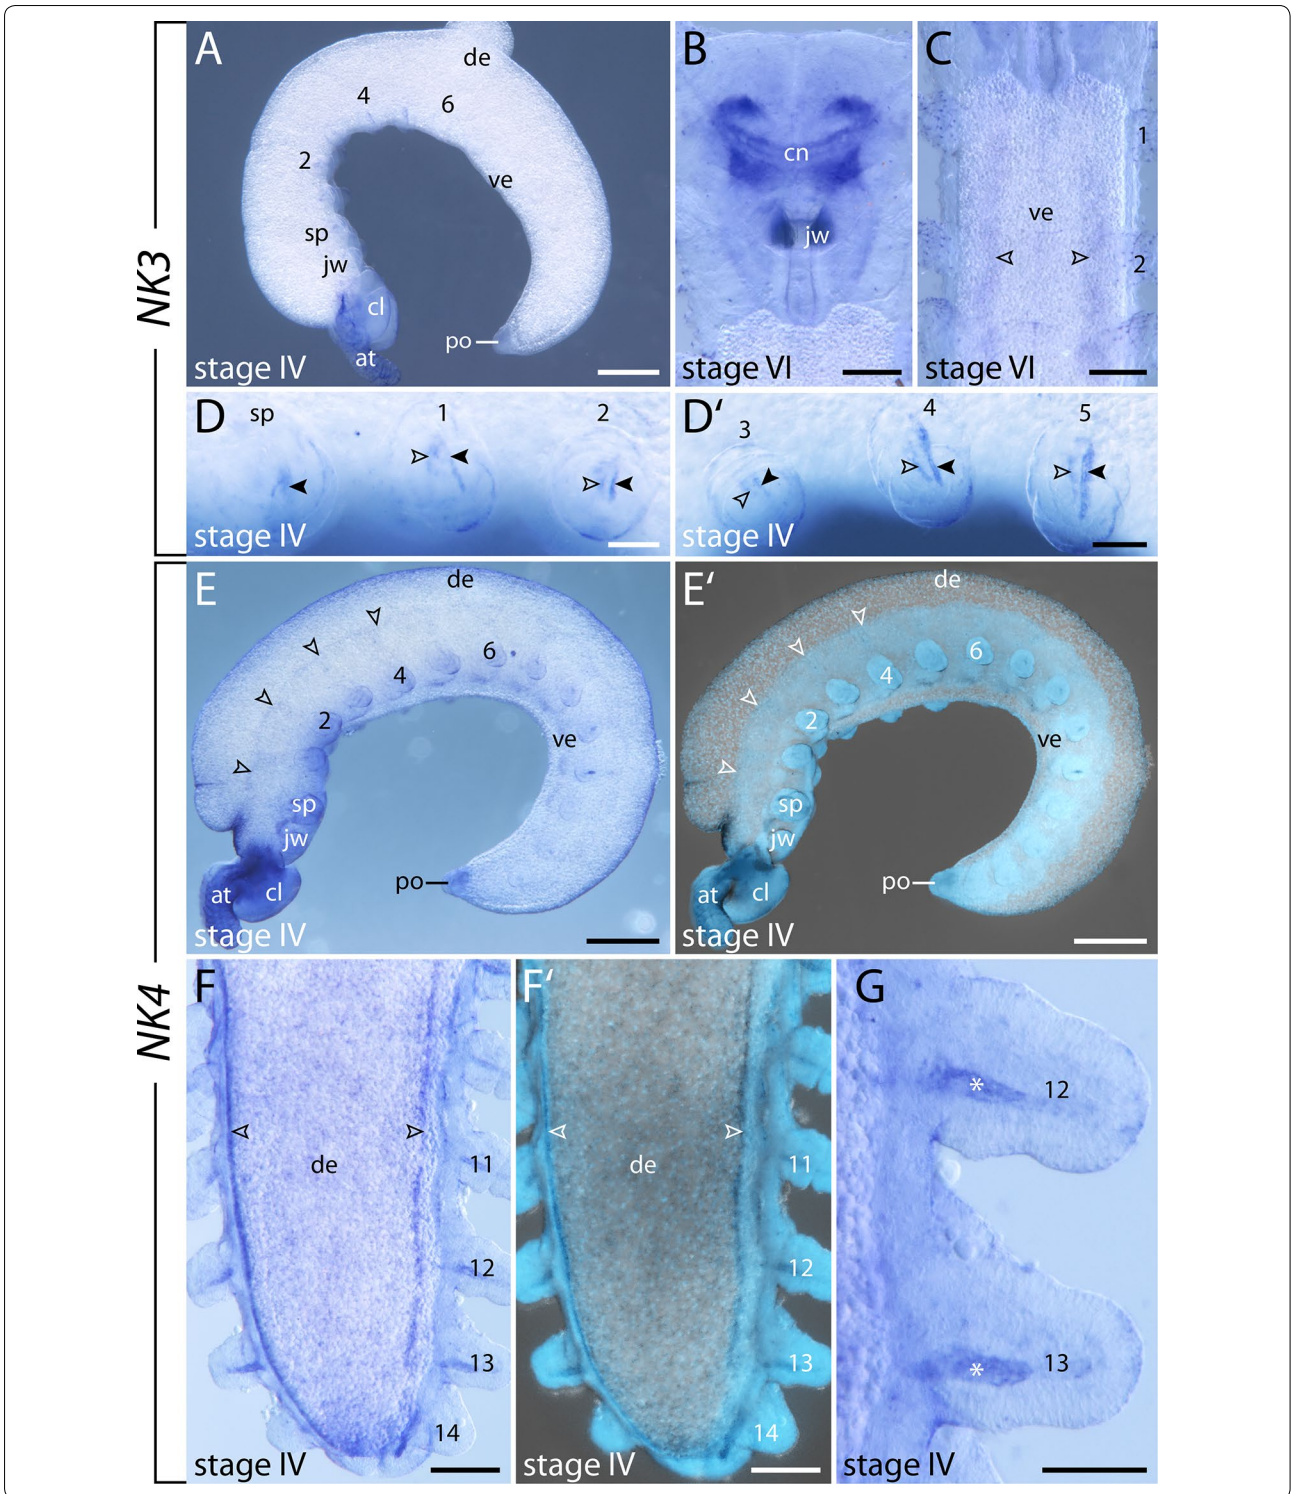 NK3
A
de
4
6
2
ve
sp
jw
cl
po
at
stage IV
B
cn
jw
stage VI
C
1
ve
2
stage VI
D
sp
1
2
stage IV
D‘
3
4
5
stage IV
NK4
E
de
6
4
2
ve
sp
jw
po
at
cl
stage IV
E‘
de
6
4
2
ve
sp
jw
po
at
cl
stage IV
F
de
11
12
13
14
stage IV
F‘
de
11
12
13
14
stage IV
G
* 12
* 13
stage IV